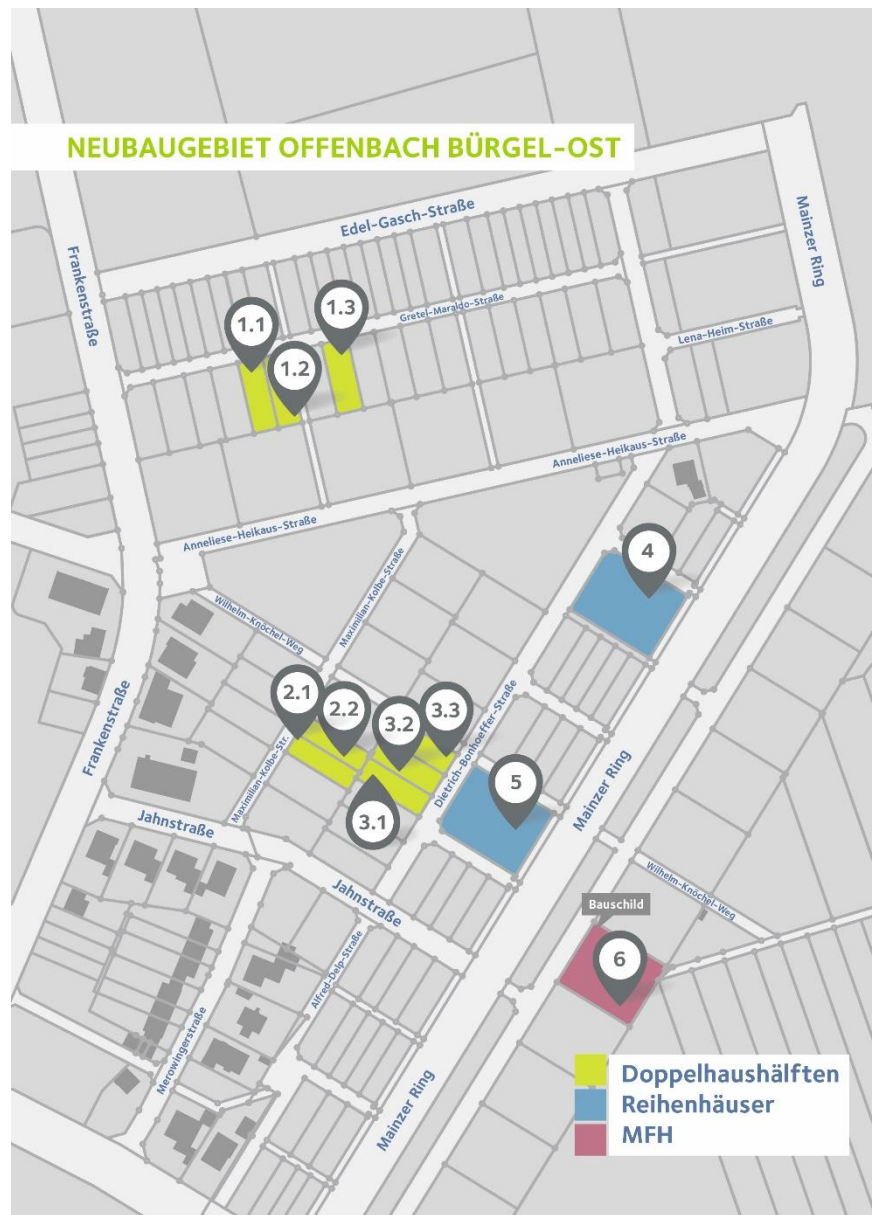 NEUBAUGEBIET OFFENBACH BÜRGEL-OST
Edel-Gasch-Straße
Mainzer Ring
Frankenstraße
1.1
1.3
Gretel-Maraldo-Straße
1.2
Lena-Heim-Straße
Anneliese-Heikaus-Straße
Anneliese-Heikaus-Straße
4
Maximilian-Kolbe-Straße
Wilhelm-Knöchel-Weg
2.1
2.2
3.2
3.3
Dietrich-Bonhoeffer-Straße
Frankenstraße
Maximilian-Kolbe-Str.
5
Mainzer Ring
3.1
Jahnstraße
Jahnstraße
Wilhelm-Knöchel-Weg
Bauschild
6
Alfred-Delp-Straße
Merowingerstraße
Mainzer Ring
Doppelhaushälften
Reihenhäuser
MFH